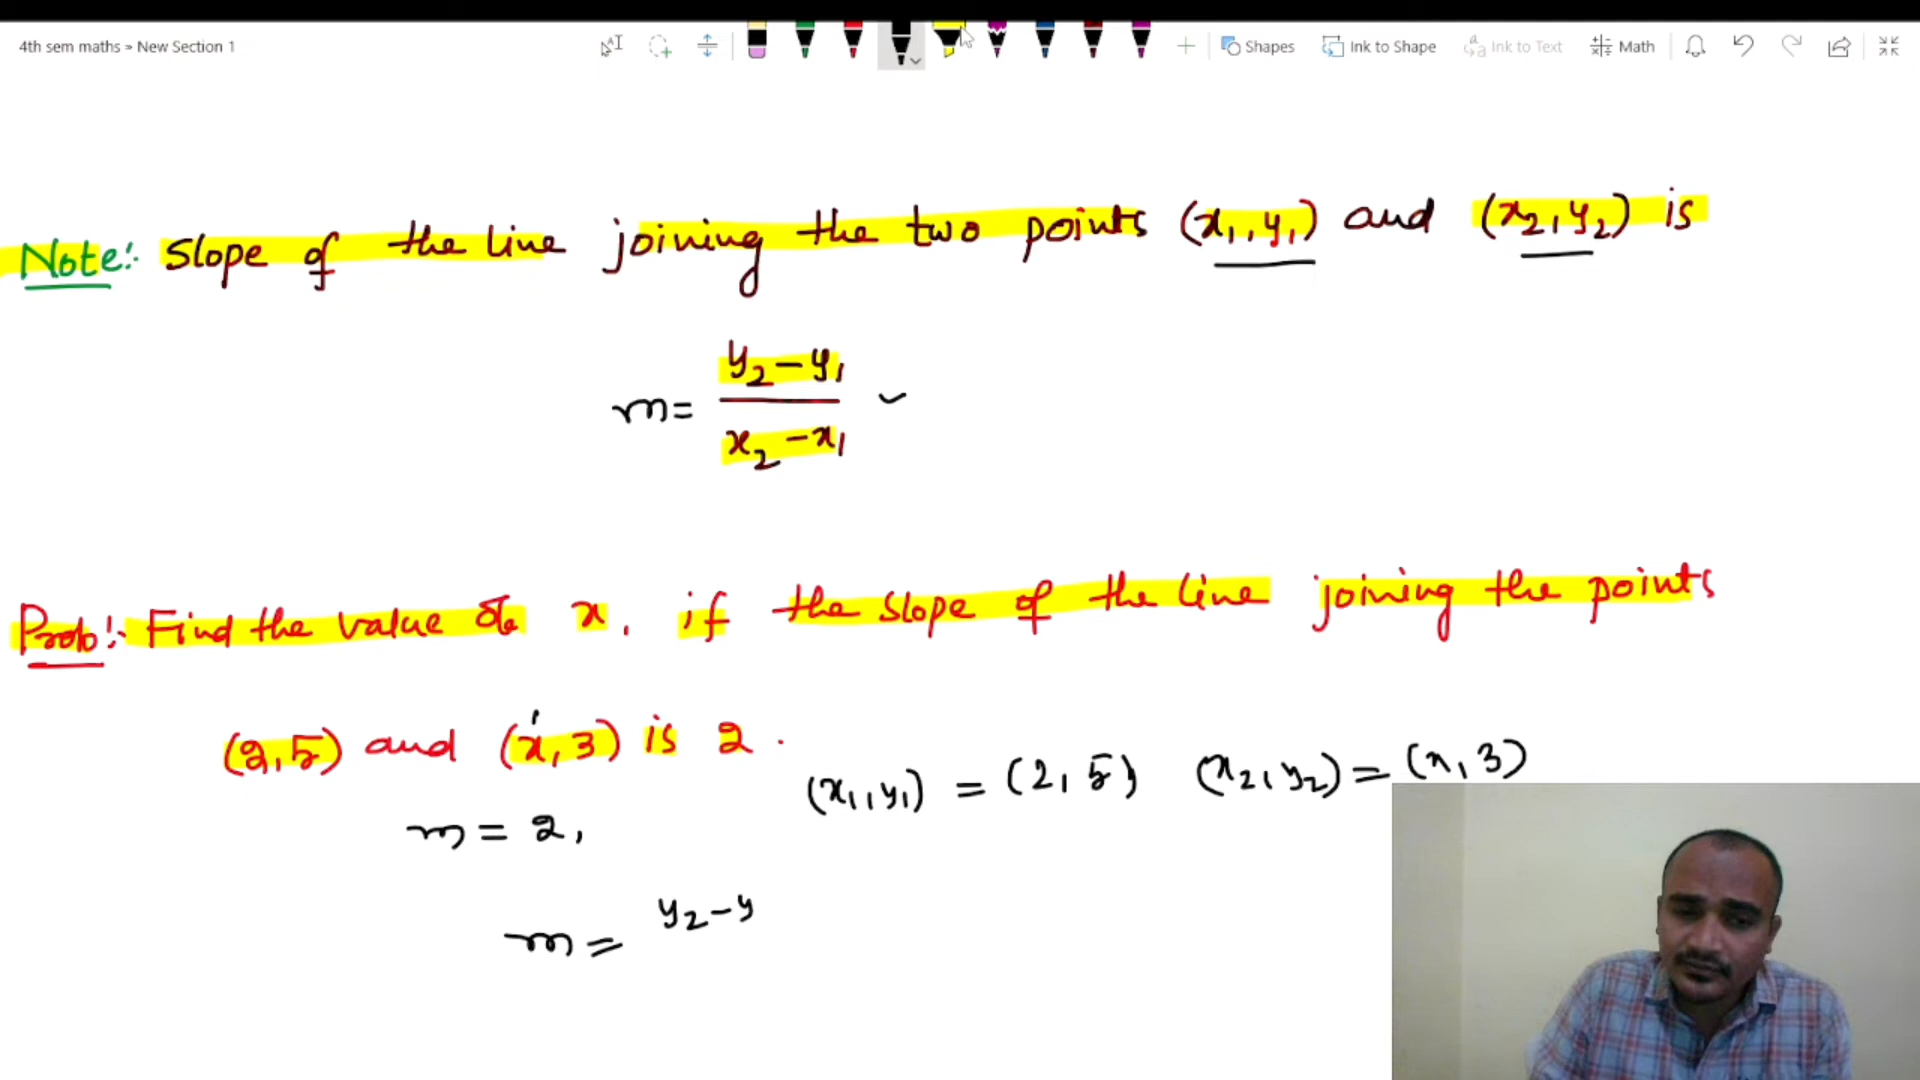 4th sem maths » New Section 1
Shapes Ink to Shape Ink to Text Math
Note:- Slope of the line joining the two points (x₁, y₁) and (x₂, y₂) is
m = (y₂ - y₁) / (x₂ - x₁)
Prob:- Find the value of x, if the slope of the line joining the points
(2,5) and (x,3) is 2.
(x₁, y₁) = (2, 5) (x₂, y₂) = (x, 3)
m = 2,
m = y₂ - y